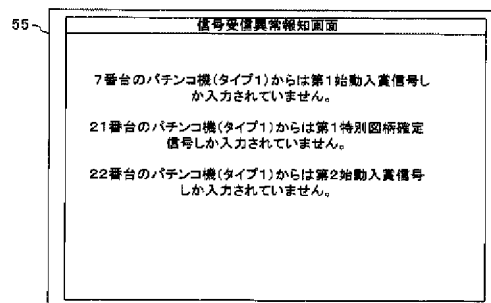 55
信号受信異常報知画面
7番台のパチンコ機(タイプ1)からは第1始動入賞信号し
か入力されていません。
21番台のパチンコ機(タイプ1)からは第1特別図柄確定
信号しか入力されていません。
22番台のパチンコ機(タイプ1)からは第2始動入賞信号
しか入力されていません。